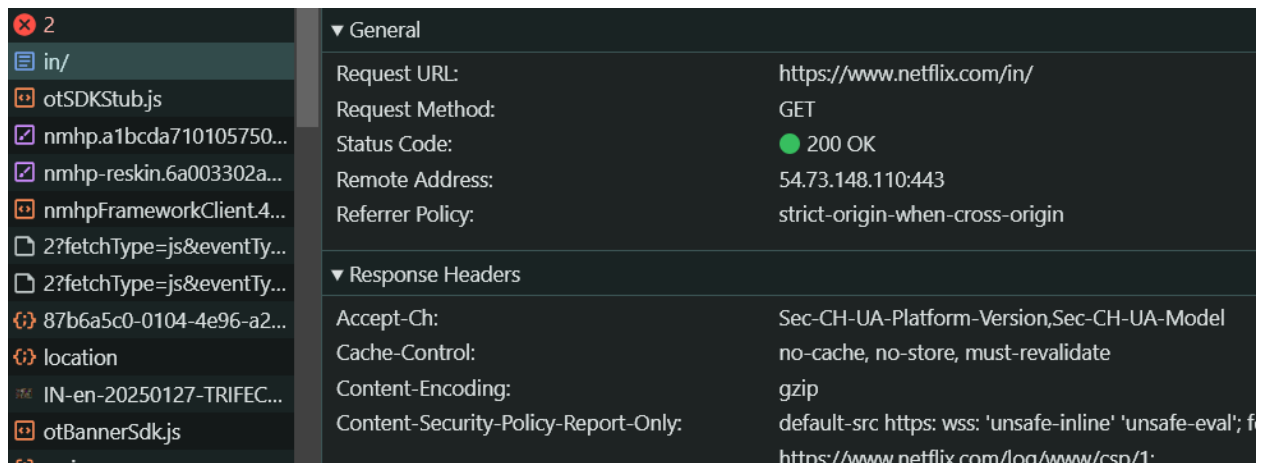 2
in/
otSDKStub.js
nmhp.a1bcda710105750...
nmhp-reskin.6a003302a...
nmhpFrameworkClient.4...
2?fetchType=js&eventTy...
2?fetchType=js&eventTy...
87b6a5c0-0104-4e96-a2...
location
IN-en-20250127-TRIFEC...
otBannerSdk.js
General
Request URL: https://www.netflix.com/in/
Request Method: GET
Status Code: 200 OK
Remote Address: 54.73.148.110:443
Referrer Policy: strict-origin-when-cross-origin
Response Headers
Accept-Ch: Sec-CH-UA-Platform-Version,Sec-CH-UA-Model
Cache-Control: no-cache, no-store, must-revalidate
Content-Encoding: gzip
Content-Security-Policy-Report-Only: default-src https: wss: 'unsafe-inline' 'unsafe-eval';
https://www.netflix.com/log/www/csp/1;